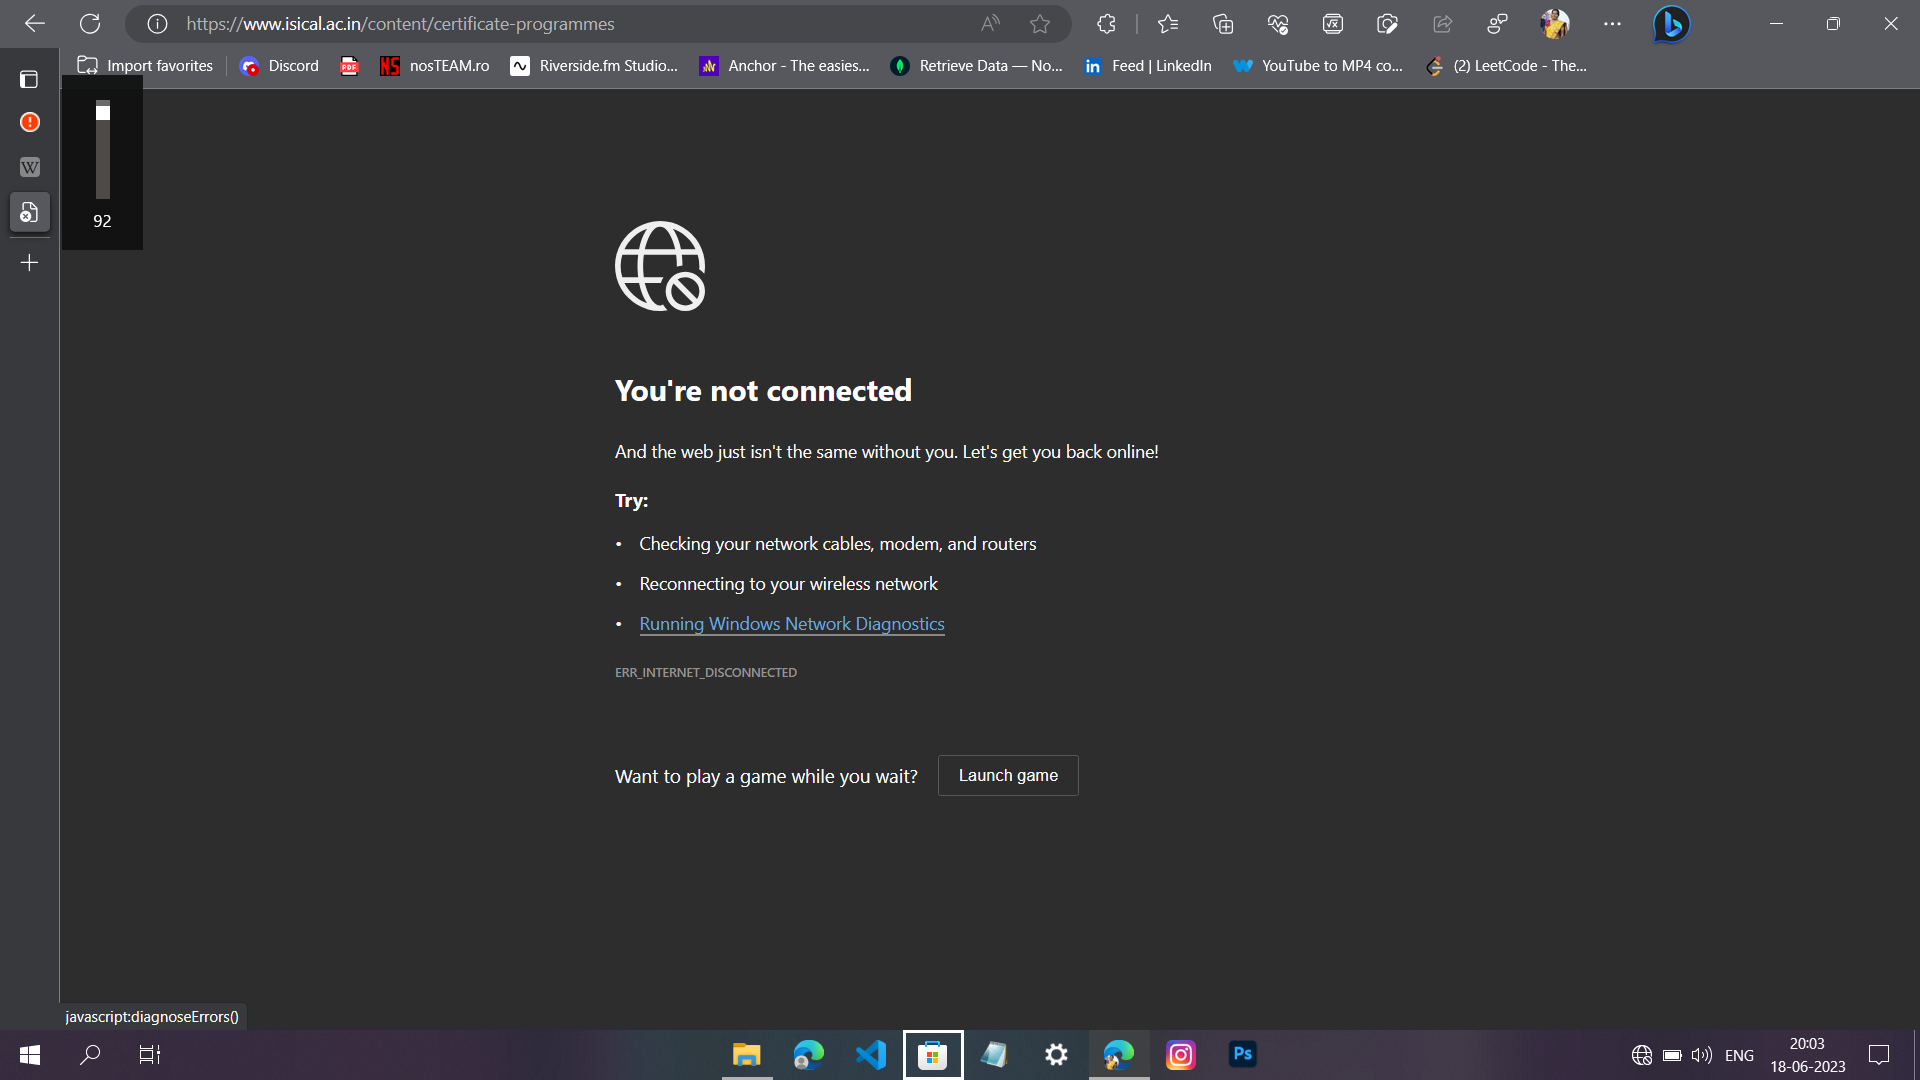 https://www.isical.ac.in/content/certificate-programmes
Import favorites
Discord
PDF
NS
nosTEAM.ro
Riverside.fm Studio...
Anchor - The easies...
Retrieve Data — No...
in
Feed | LinkedIn
YouTube to MP4 co...
(2) LeetCode - The...
W
92
You're not connected
And the web just isn't the same without you. Let's get you back online!
Try:
• Checking your network cables, modem, and routers
• Reconnecting to your wireless network
• Running Windows Network Diagnostics
ERR_INTERNET_DISCONNECTED
Want to play a game while you wait?
Launch game
javascript:diagnoseErrors()
Ps
ENG
20:03
18-06-2023